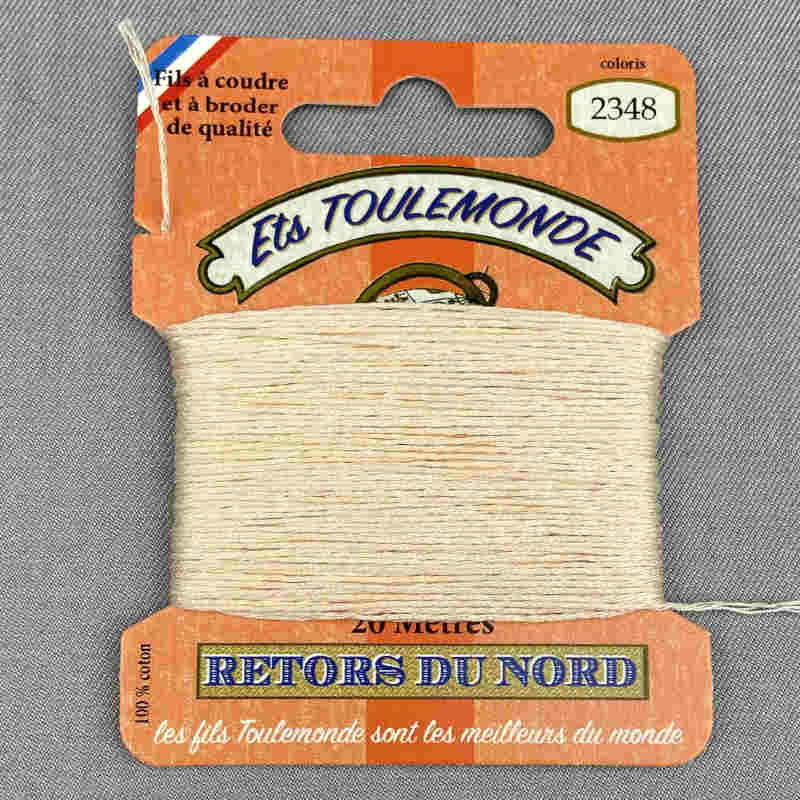 Fils à coudre
et à broder
de qualité
coloris
2348
Ets TOULEMONDE
20 Mètres
RETORS DU NORD
100 % coton
les fils Toulemonde sont les meilleurs du monde